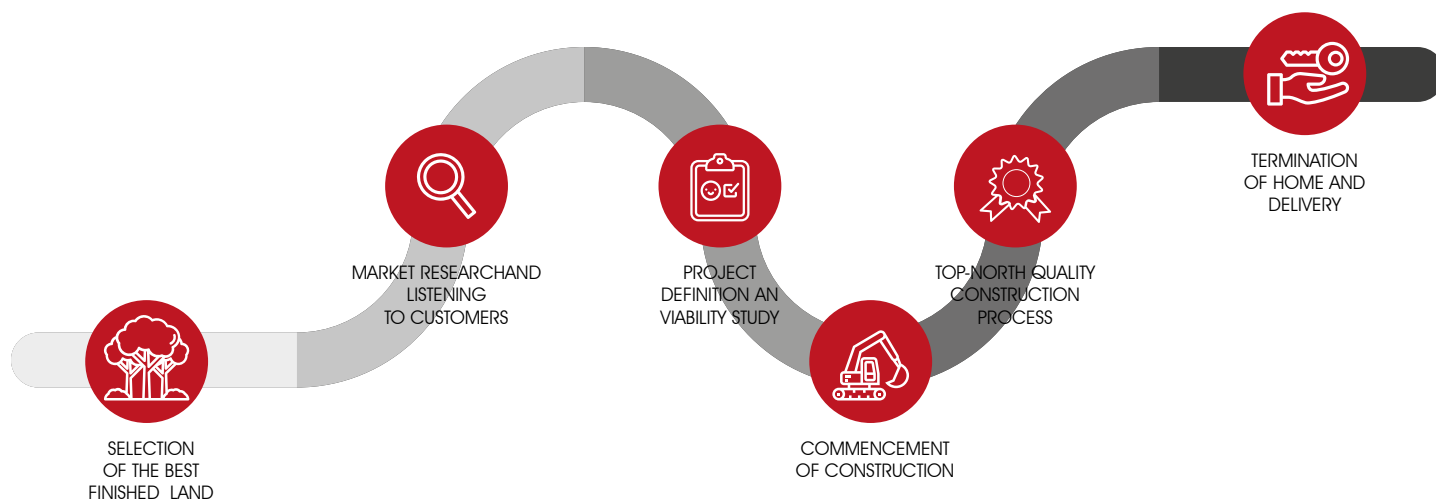 SELECTION
OF THE BEST
FINISHED LAND
MARKET RESEARCHAND
LISTENING
TO CUSTOMERS
PROJECT
DEFINITION AN
VIABILITY STUDY
COMMENCEMENT
OF CONSTRUCTION
TOP-NORTH QUALITY
CONSTRUCTION
PROCESS
TERMINATION
OF HOME AND
DELIVERY